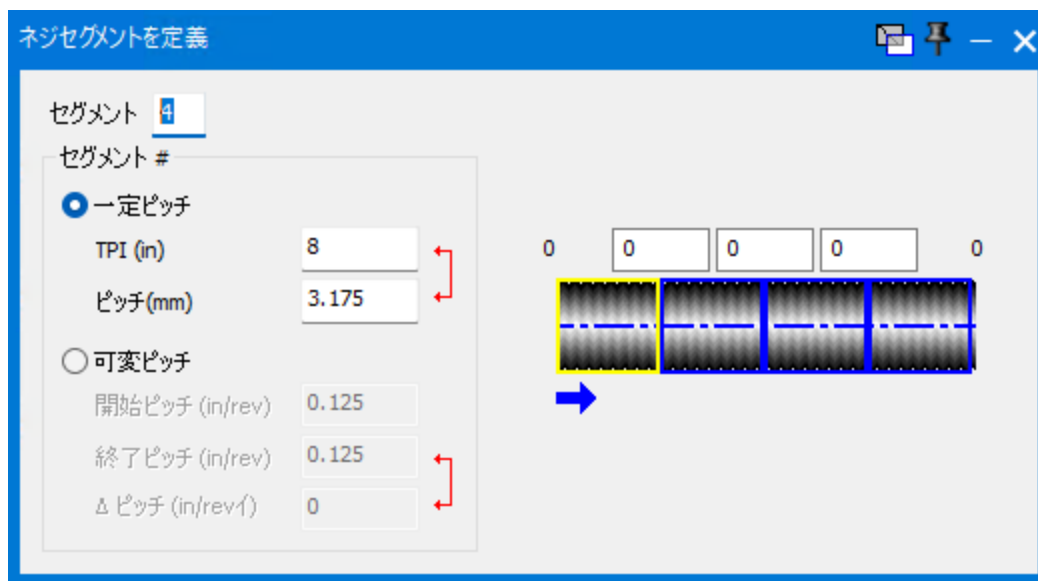 ネジセグメントを定義
セグメント 4
セグメント #
一定ピッチ
TPI (in) 8
ピッチ(mm) 3.175
0 0 0 0 0
可変ピッチ
開始ピッチ (in/rev) 0.125
終了ピッチ (in/rev) 0.125
Δ ピッチ (in/revイ) 0